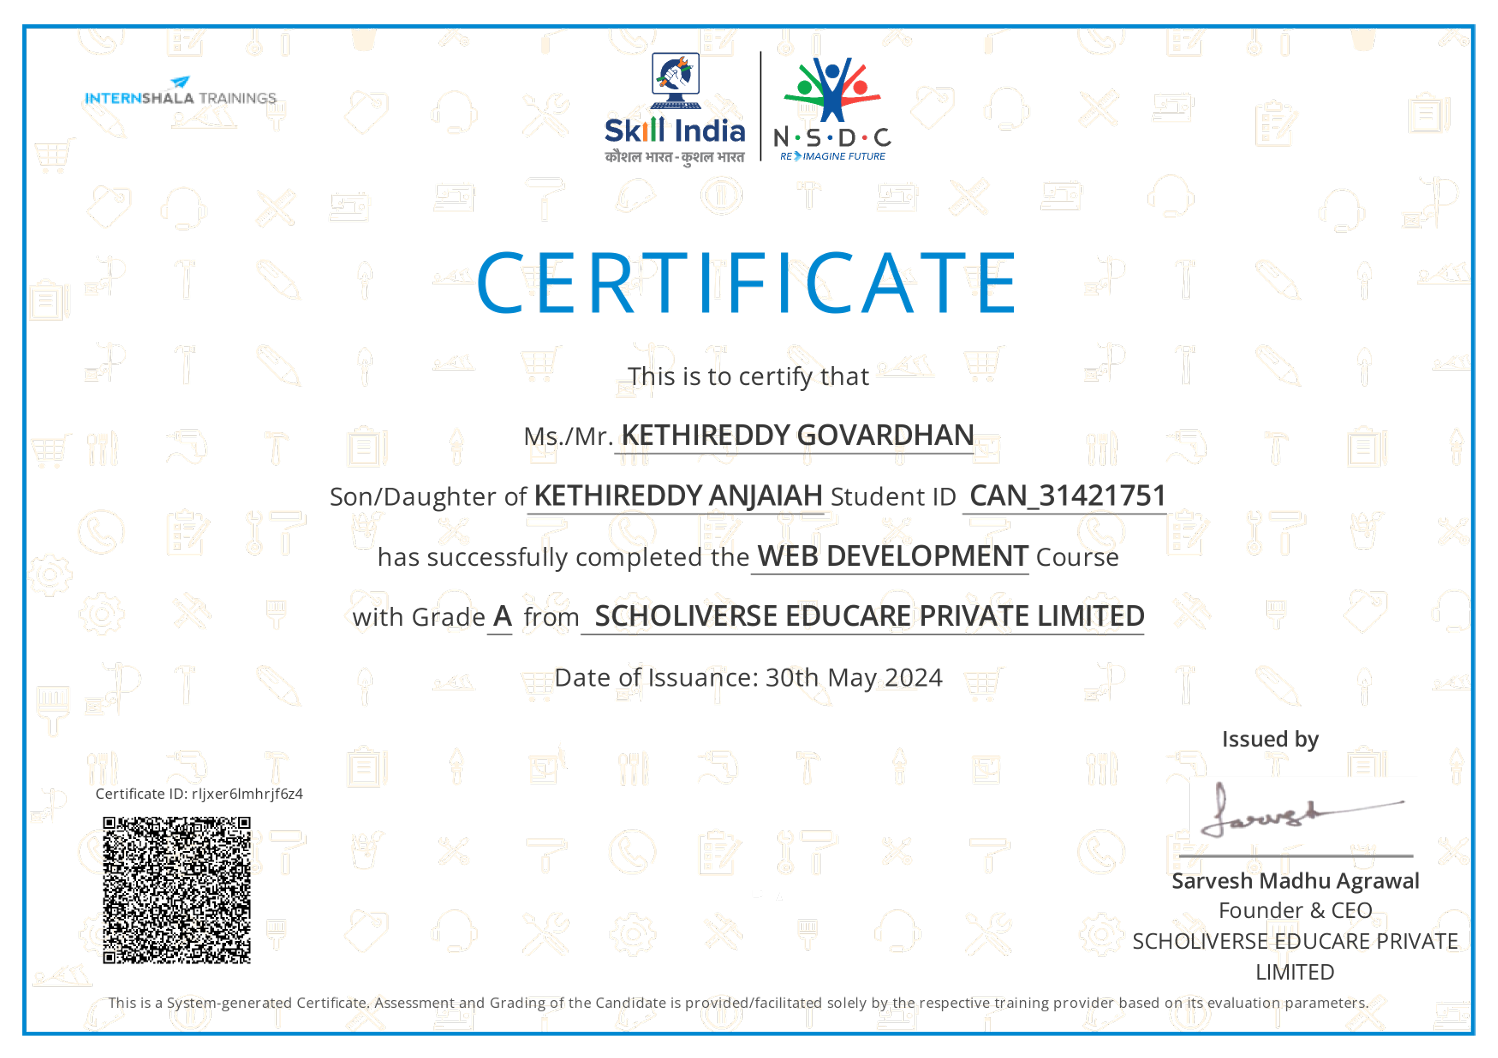 INTERNSHALA TRAININGS
Skill India
कौशल भारत - कुशल भारत
N·S·D·C
RE IMAGINE FUTURE
CERTIFICATE
This is to certify that
Ms./Mr. KETHIREDDY GOVARDHAN
Son/Daughter of KETHIREDDY ANJAIAH Student ID CAN_31421751
has successfully completed the WEB DEVELOPMENT Course
with Grade A from SCHOLIVERSE EDUCARE PRIVATE LIMITED
Date of Issuance: 30th May 2024
Issued by
Certificate ID: rljxer6lmhrjf6z4
Sarvesh
Sarvesh Madhu Agrawal
Founder & CEO
SCHOLIVERSE EDUCARE PRIVATE
LIMITED
This is a System-generated Certificate. Assessment and Grading of the Candidate is provided/facilitated solely by the respective training provider based on its evaluation parameters.